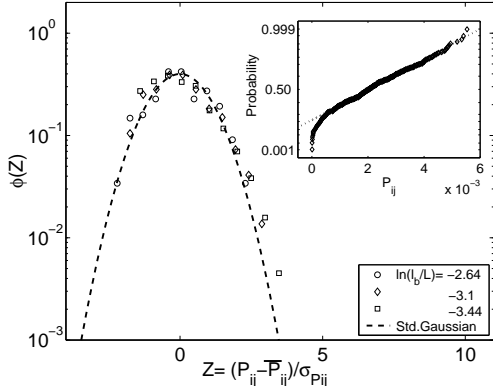 10^0
10^-1
10^-2
10^-3
φ(Z)
0
5
10
Z= (P_ij−P̅_ij)/σ_Pij
0.999
0.50
0.001
Probability
0
2
4
6
P_ij
x 10^-3
ln(l_b/L)= −2.64
−3.1
−3.44
Std.Gaussian